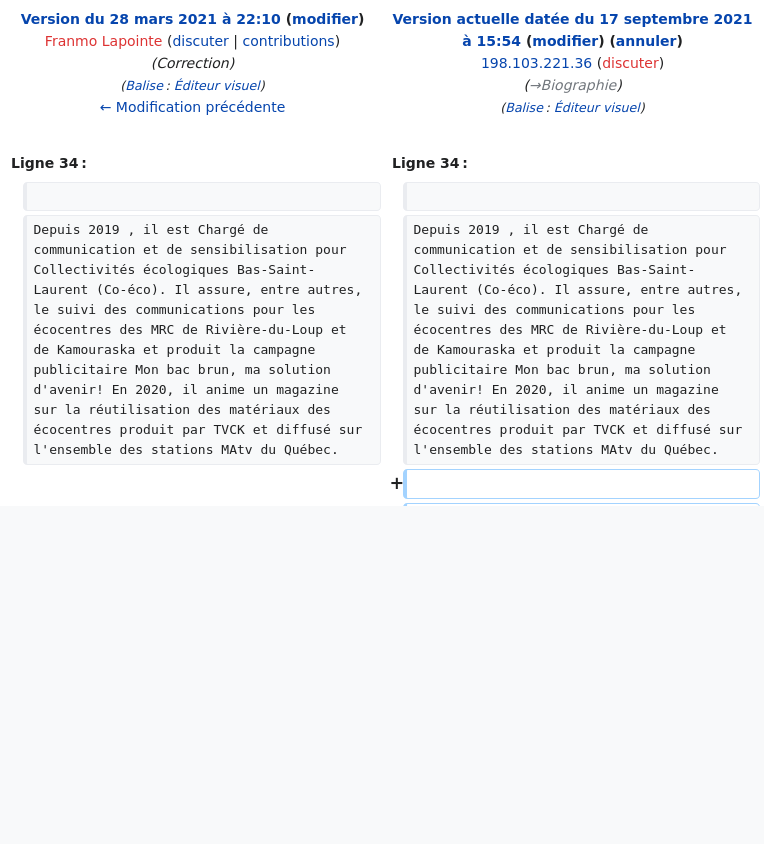 Version du 28 mars 2021 à 22:10 (modifier)
Franmo Lapointe (discuter | contributions)
(Correction)
(Balise : Éditeur visuel)
← Modification précédente
Version actuelle datée du 17 septembre 2021
à 15:54 (modifier) (annuler)
198.103.221.36 (discuter)
(→Biographie)
(Balise : Éditeur visuel)
Ligne 34 :
Ligne 34 :
Depuis 2019 , il est Chargé de
communication et de sensibilisation pour
Collectivités écologiques Bas-Saint-
Laurent (Co-éco). Il assure, entre autres,
le suivi des communications pour les
écocentres des MRC de Rivière-du-Loup et
de Kamouraska et produit la campagne
publicitaire Mon bac brun, ma solution
d'avenir! En 2020, il anime un magazine
sur la réutilisation des matériaux des
écocentres produit par TVCK et diffusé sur
l'ensemble des stations MAtv du Québec.
Depuis 2019 , il est Chargé de
communication et de sensibilisation pour
Collectivités écologiques Bas-Saint-
Laurent (Co-éco). Il assure, entre autres,
le suivi des communications pour les
écocentres des MRC de Rivière-du-Loup et
de Kamouraska et produit la campagne
publicitaire Mon bac brun, ma solution
d'avenir! En 2020, il anime un magazine
sur la réutilisation des matériaux des
écocentres produit par TVCK et diffusé sur
l'ensemble des stations MAtv du Québec.
+